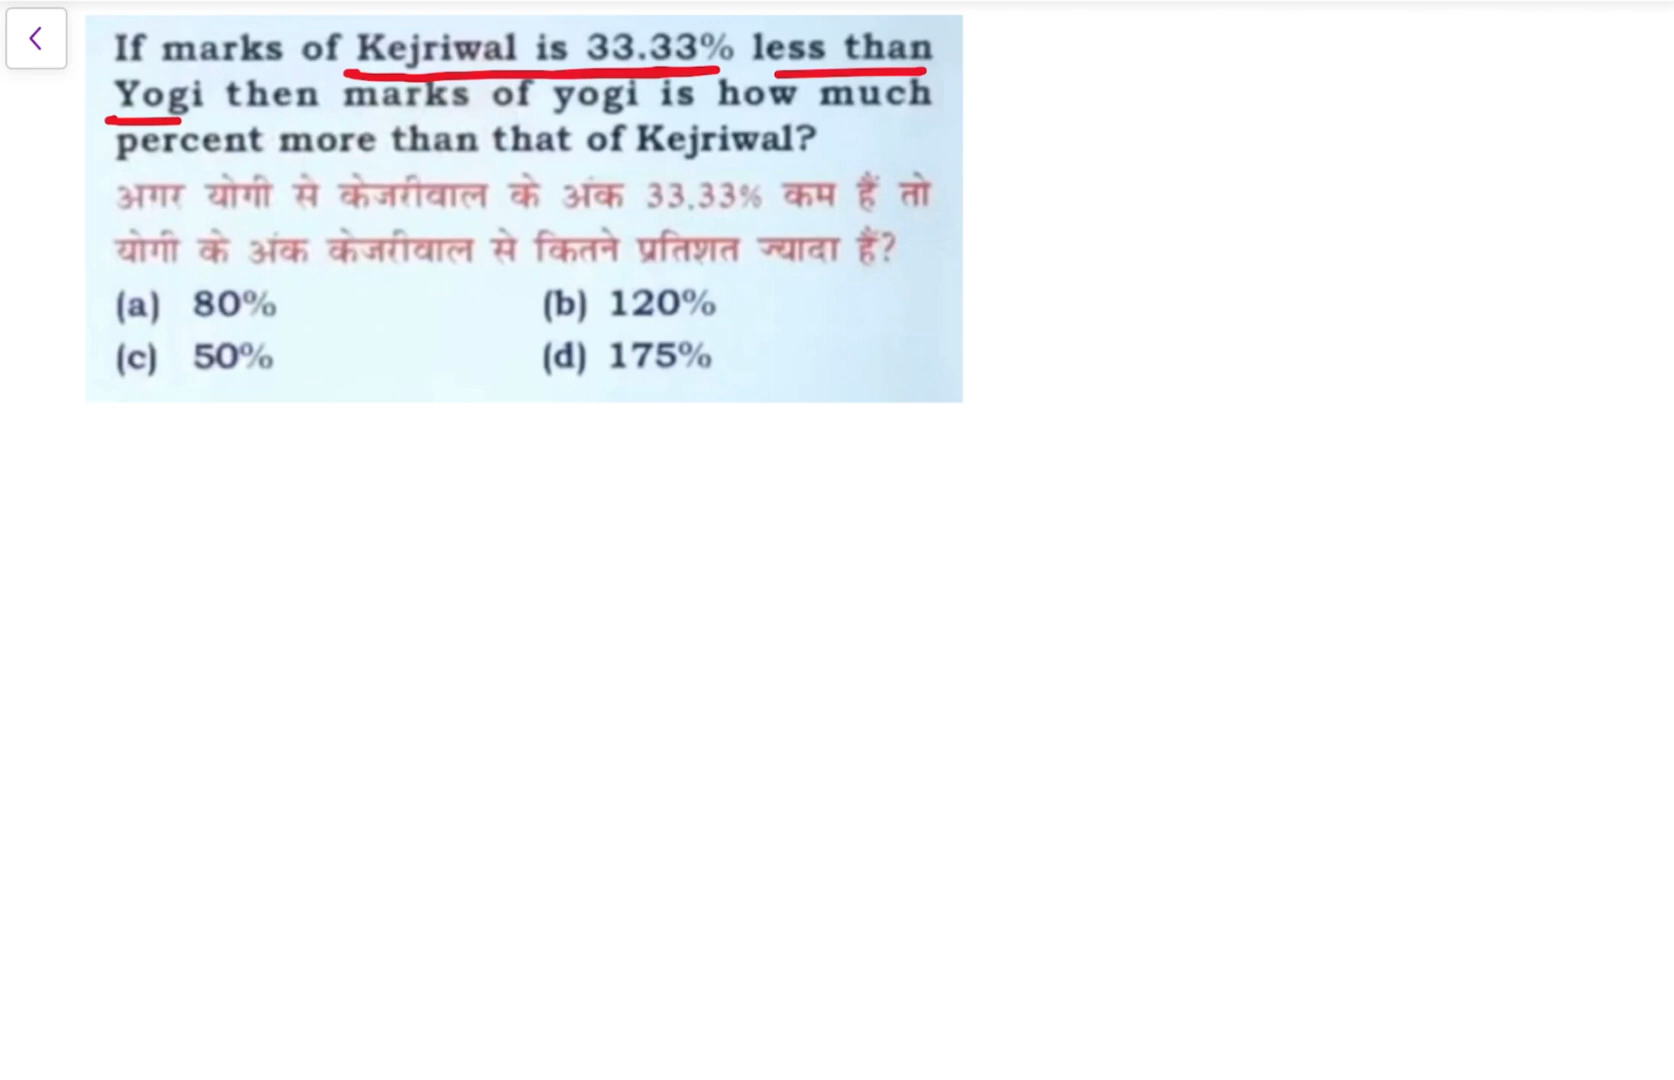 If marks of Kejriwal is 33.33% less than
Yogi then marks of yogi is how much
percent more than that of Kejriwal?
अगर योगी से केजरीवाल के अंक 33.33% कम हैं तो
योगी के अंक केजरीवाल से कितने प्रतिशत ज्यादा हैं?
(a) 80% (b) 120%
(c) 50% (d) 175%